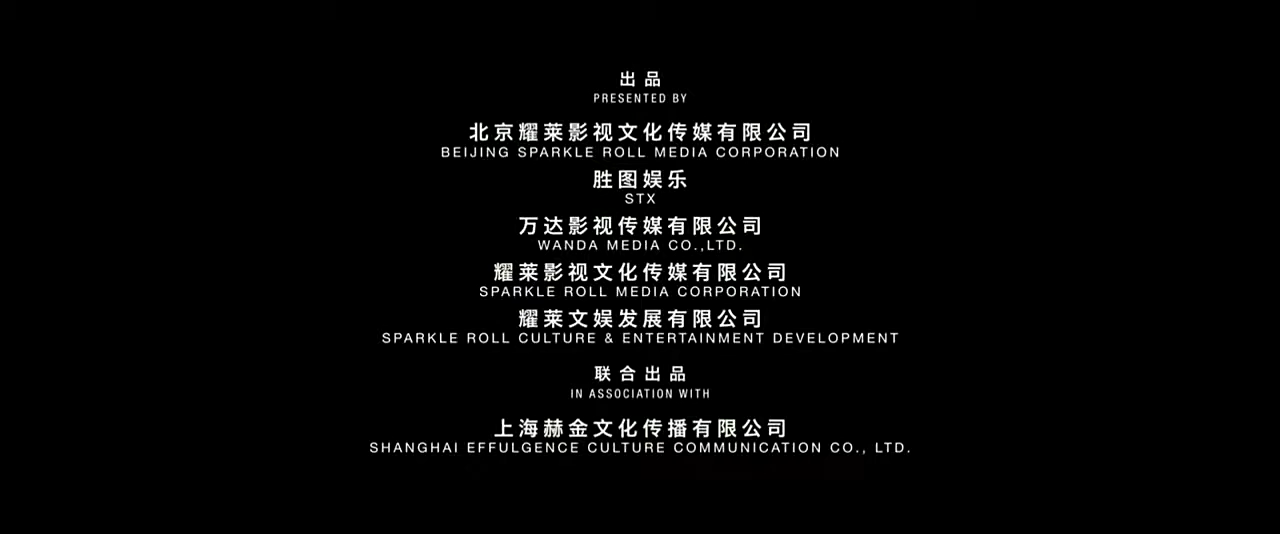 出品
PRESENTED BY
北京耀莱影视文化传媒有限公司
BEIJING SPARKLE ROLL MEDIA CORPORATION
胜图娱乐
STX
万达影视传媒有限公司
WANDA MEDIA CO.,LTD.
耀莱影视文化传媒有限公司
SPARKLE ROLL MEDIA CORPORATION
耀莱文娱发展有限公司
SPARKLE ROLL CULTURE & ENTERTAINMENT DEVELOPMENT
联合出品
IN ASSOCIATION WITH
上海赫金文化传播有限公司
SHANGHAI EFFULGENCE CULTURE COMMUNICATION CO., LTD.